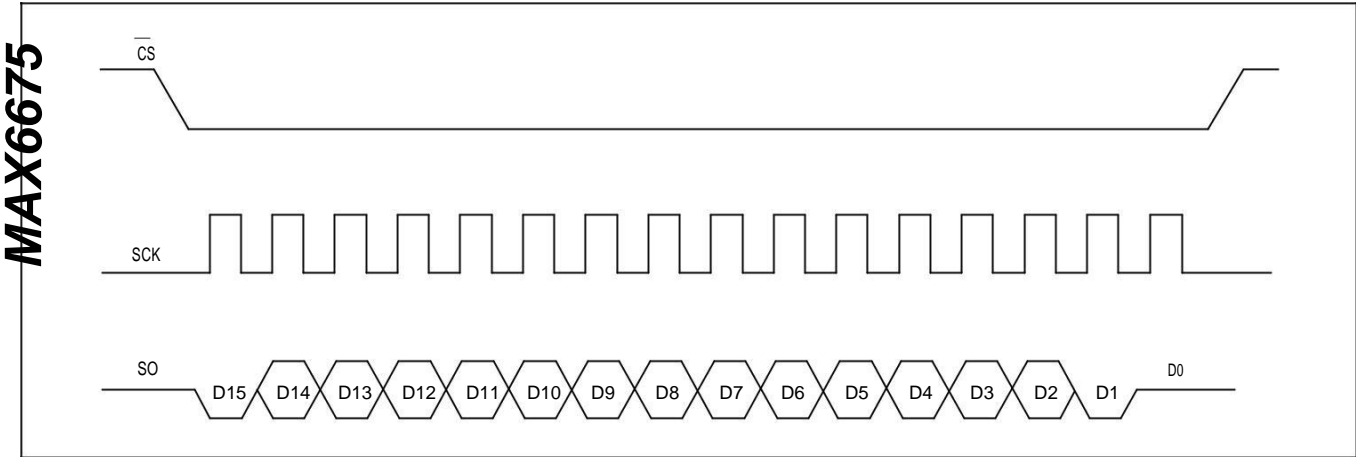 MAX6675
CS
SCK
SO
D15 D14 D13 D12 D11 D10 D9 D8 D7 D6 D5 D4 D3 D2 D1 D0